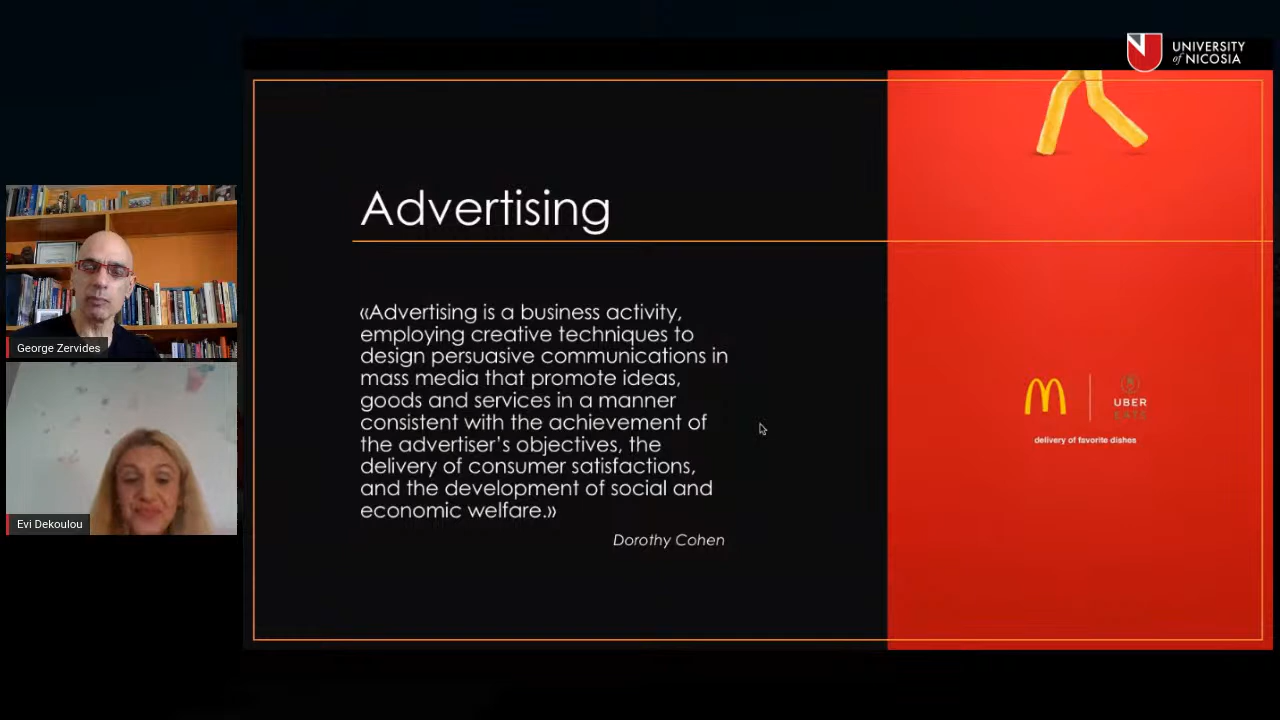 UNIVERSITY
of NICOSIA
Advertising
«Advertising is a business activity,
employing creative techniques to
design persuasive communications in
mass media that promote ideas,
goods and services in a manner
consistent with the achievement of
the advertiser's objectives, the
delivery of consumer satisfactions,
and the development of social and
economic welfare.»
Dorothy Cohen
UBER
EATS
delivery of favorite dishes
George Zervides
Evi Dekoulou